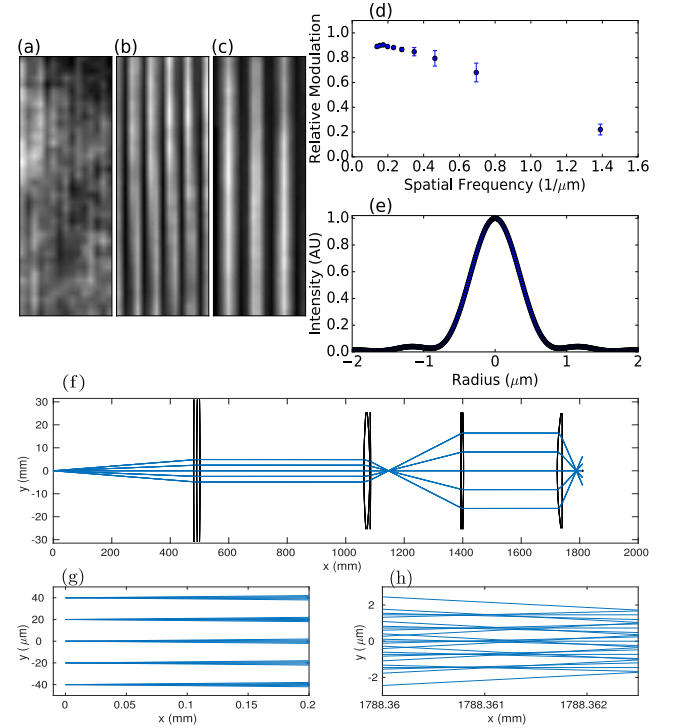 (a)
(b)
(c)
(d)
Relative Modulation
1.0
0.8
0.6
0.4
0.2
0.0
0.0 0.2 0.4 0.6 0.8 1.0 1.2 1.4 1.6
Spatial Frequency (1/μm)
(e)
Intensity (AU)
1.0
0.8
0.6
0.4
0.2
0.0
−2 −1 0 1 2
Radius (μm)
(f)
y (mm)
30
20
10
0
-10
-20
-30
0 200 400 600 800 1000 1200 1400 1600 1800 2000
x (mm)
(g)
y ( μm)
40
20
0
-20
-40
0 0.05 0.1 0.15 0.2
x (mm)
(h)
y ( μm)
2
0
-2
1788.36 1788.361 1788.362
x (mm)